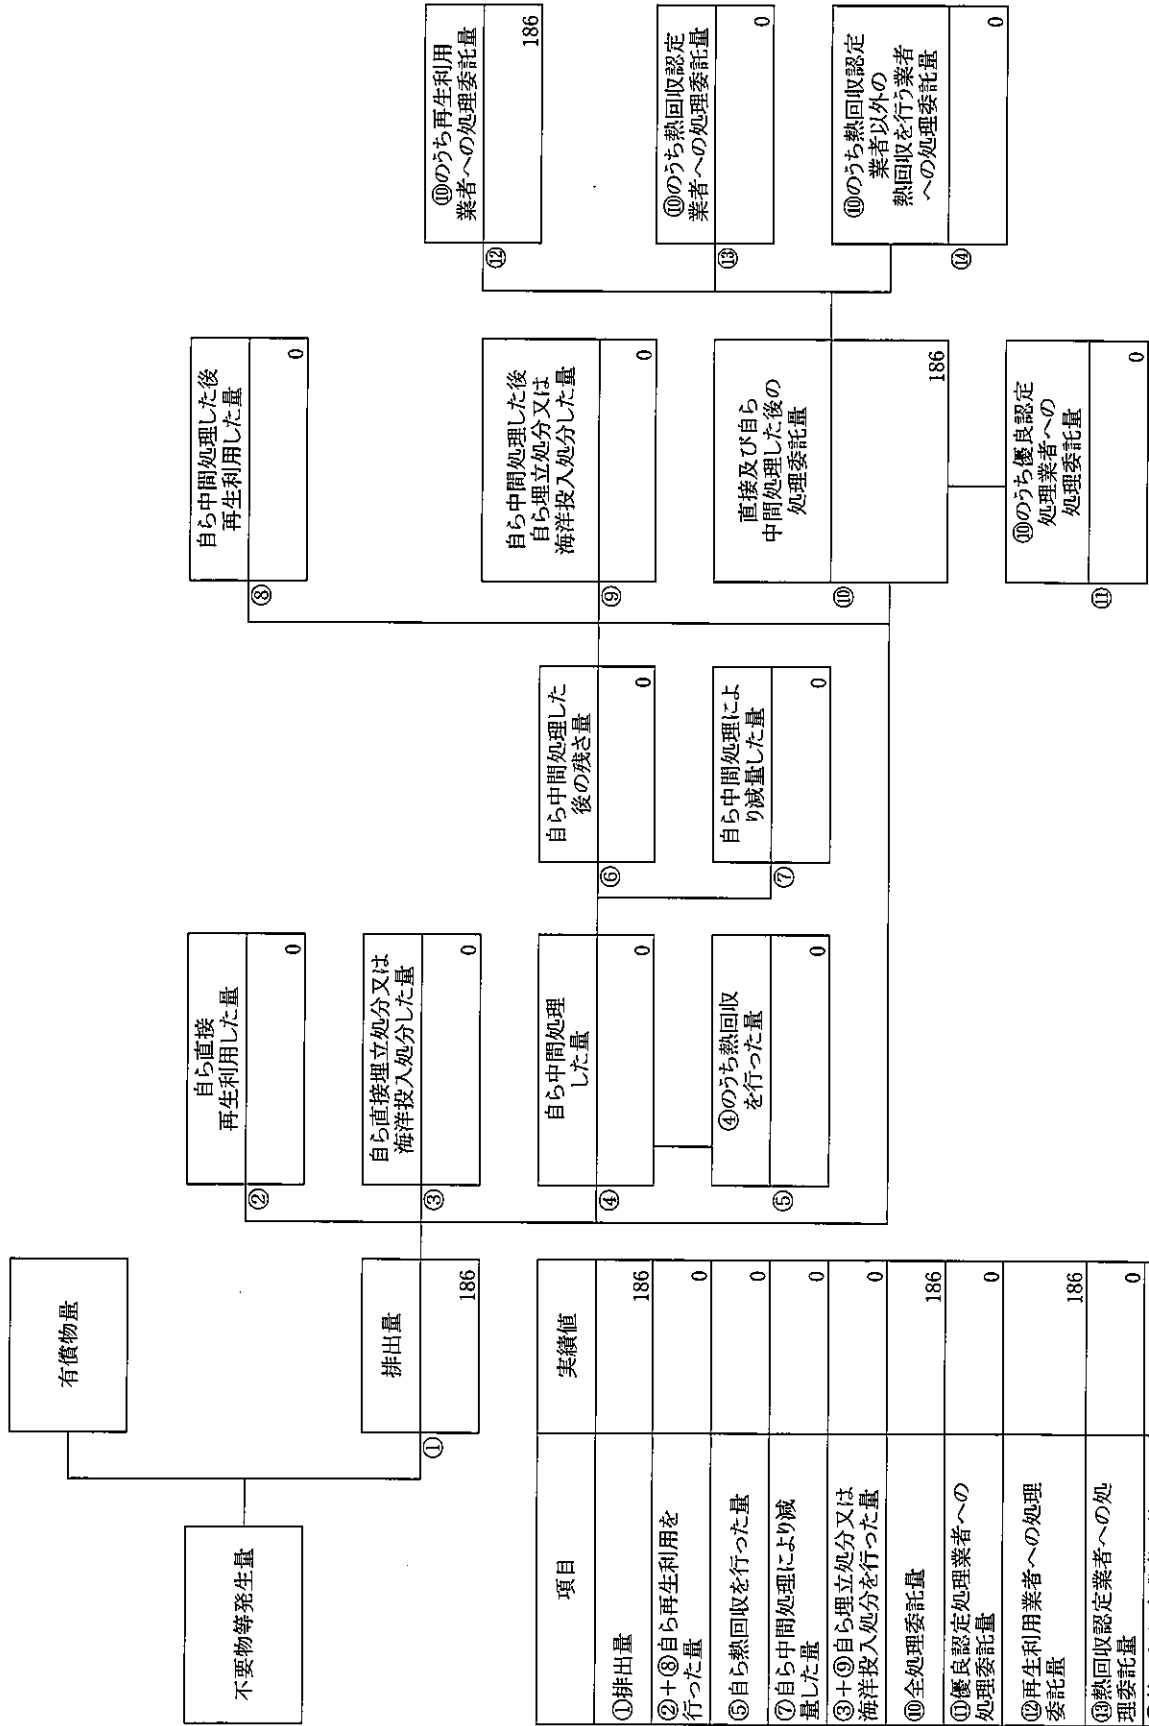 有償物量
不要物等発生量
①
排出量
186
②
自ら直接
再生利用した量
0
③
自ら直接埋立処分又は
海洋投入処分した量
0
④
自ら中間処理
した量
0
⑤
④のうち熱回収
を行った量
0
⑥
自ら中間処理した
後の残さ量
0
⑦
自ら中間処理によ
り減量した量
0
⑧
自ら中間処理した後
再生利用した量
0
⑨
自ら中間処理した後
自ら埋立処分又は
海洋投入処分した量
0
⑩
直接及び自ら
中間処理した後の
処理委託量
186
⑪
⑩のうち優良認定
処理業者への
処理委託量
0
⑫
⑩のうち再生利用
業者への処理委託量
186
⑬
⑩のうち熱回収認定
業者への処理委託量
0
⑭
⑩のうち熱回収認定
業者以外の
熱回収を行う業者
への処理委託量
0
項目 実績値
①排出量 186
②+⑧自ら再生利用を
行った量 0
⑤自ら熱回収を行った量 0
⑦自ら中間処理により減
量した量 0
③+⑨自ら埋立処分又は
海洋投入処分を行った量 0
⑩全処理委託量 186
⑪優良認定処理業者への
処理委託量 0
⑫再生利用業者への処理
委託量 186
⑬熱回収認定業者への処
理委託量 0